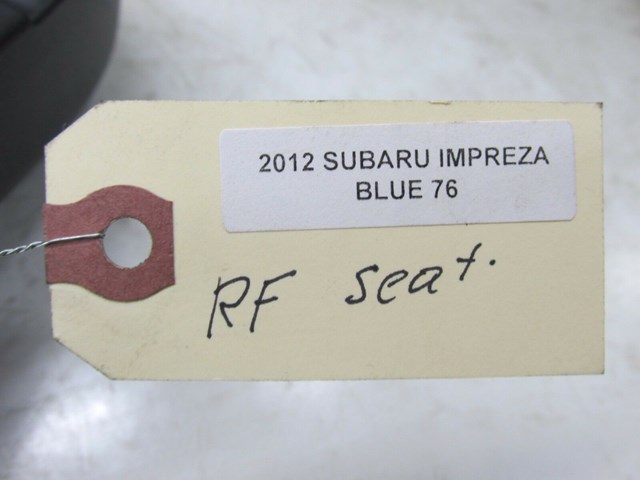 2012 SUBARU IMPREZA
BLUE 76
RF seat.